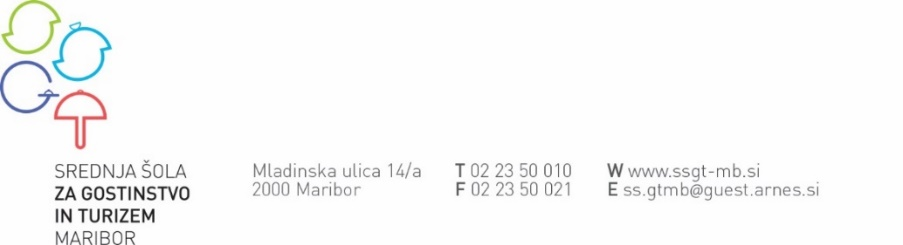 SREDNJA ŠOLA
ZA GOSTINSTVO
IN TURIZEM
MARIBOR
Mladinska ulica 14/a
2000 Maribor
T 02 23 50 010
F 02 23 50 021
W www.ssgt-mb.si
E ss.gtmb@guest.arnes.si